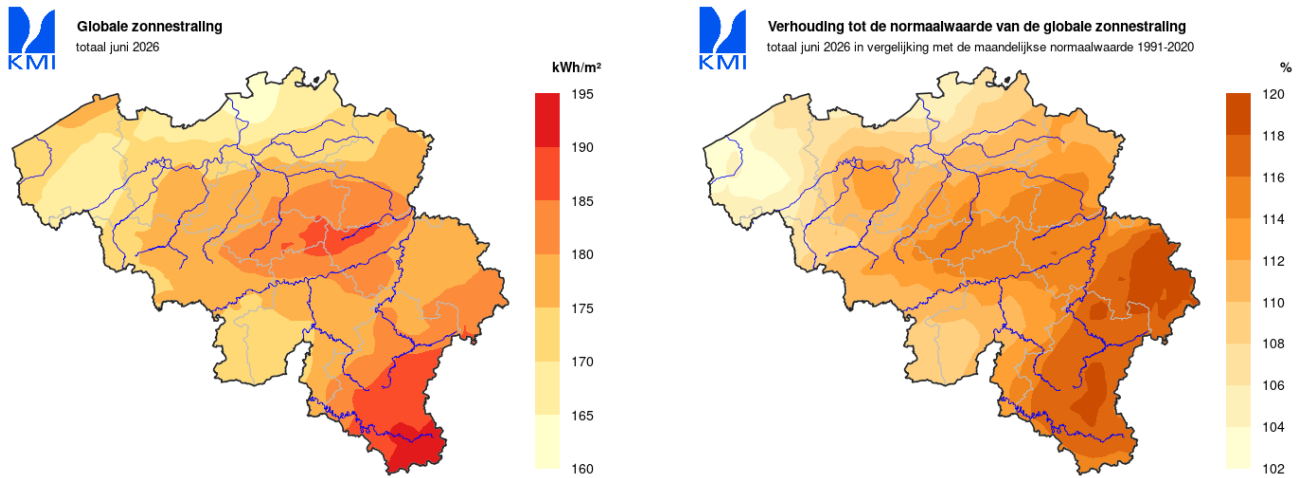 KMI
Globale zonnestraling
totaal juni 2026
kWh/m²
195
190
185
180
175
170
165
160
KMI
Verhouding tot de normaalwaarde van de globale zonnestraling
totaal juni 2026 in vergelijking met de maandelijkse normaalwaarde 1991-2020
%
120
118
116
114
112
110
108
106
104
102